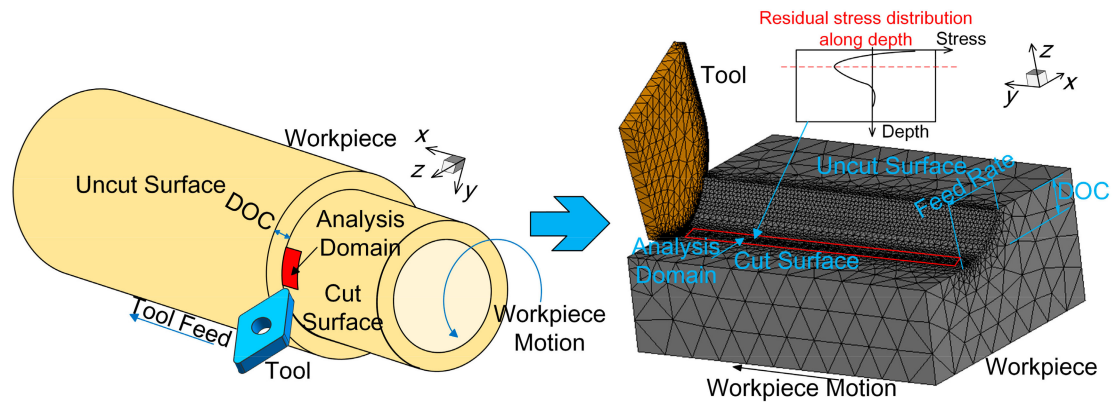 Workpiece
x
z
y
Uncut Surface
DOC
Analysis
Domain
Cut
Surface
Tool Feed
Tool
Workpiece
Motion
Residual stress distribution
along depth
Stress
Depth
Tool
z
y
x
Uncut Surface
Feed Rate
DOC
Analysis
Domain
Cut Surface
Workpiece Motion
Workpiece